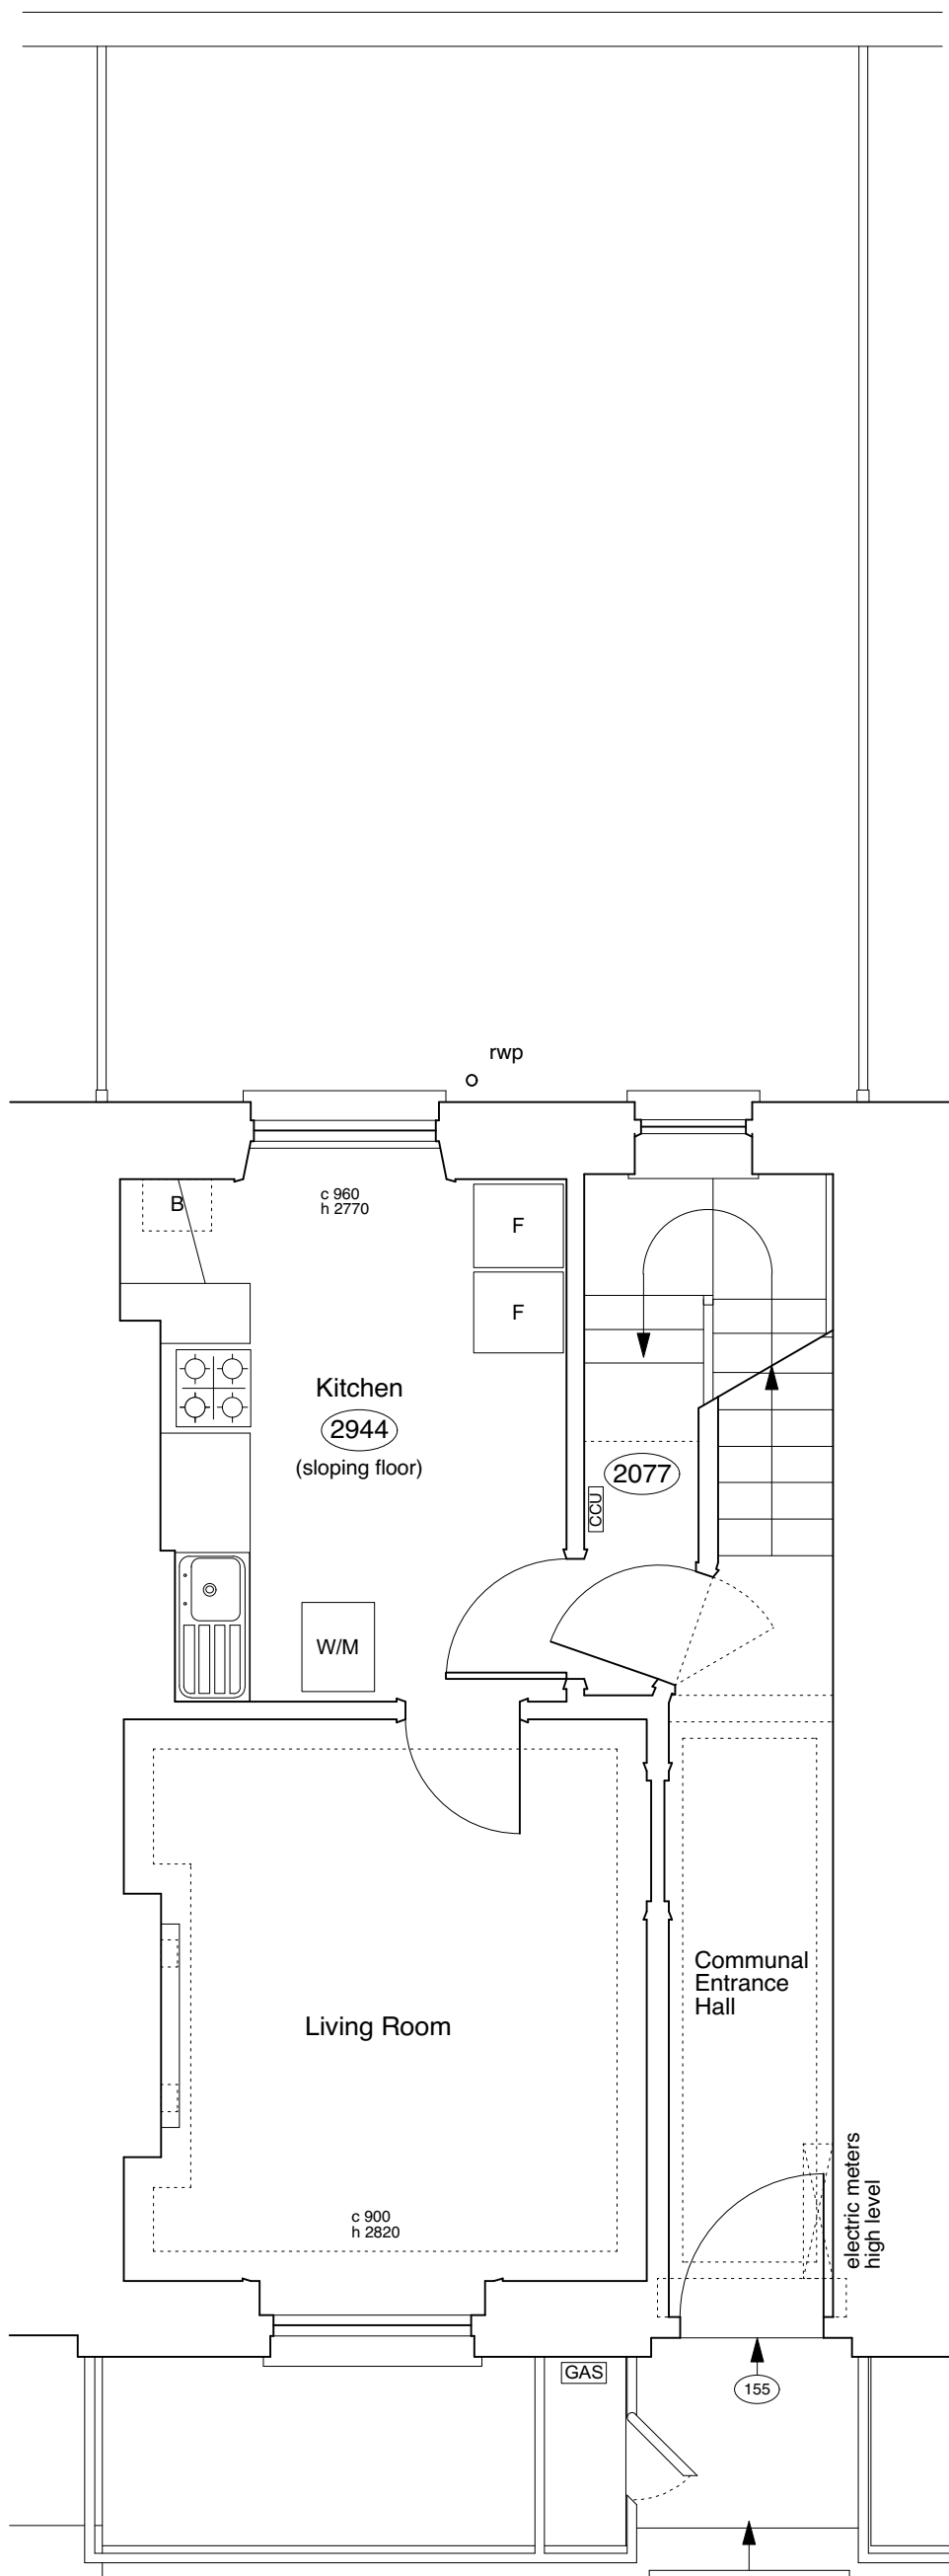 rwp
c 960
h 2770
B
F
F
Kitchen
2944
(sloping floor)
2077
CCU
W/M
Communal
Entrance
Hall
Living Room
electric meters
high level
c 900
h 2820
GAS
155